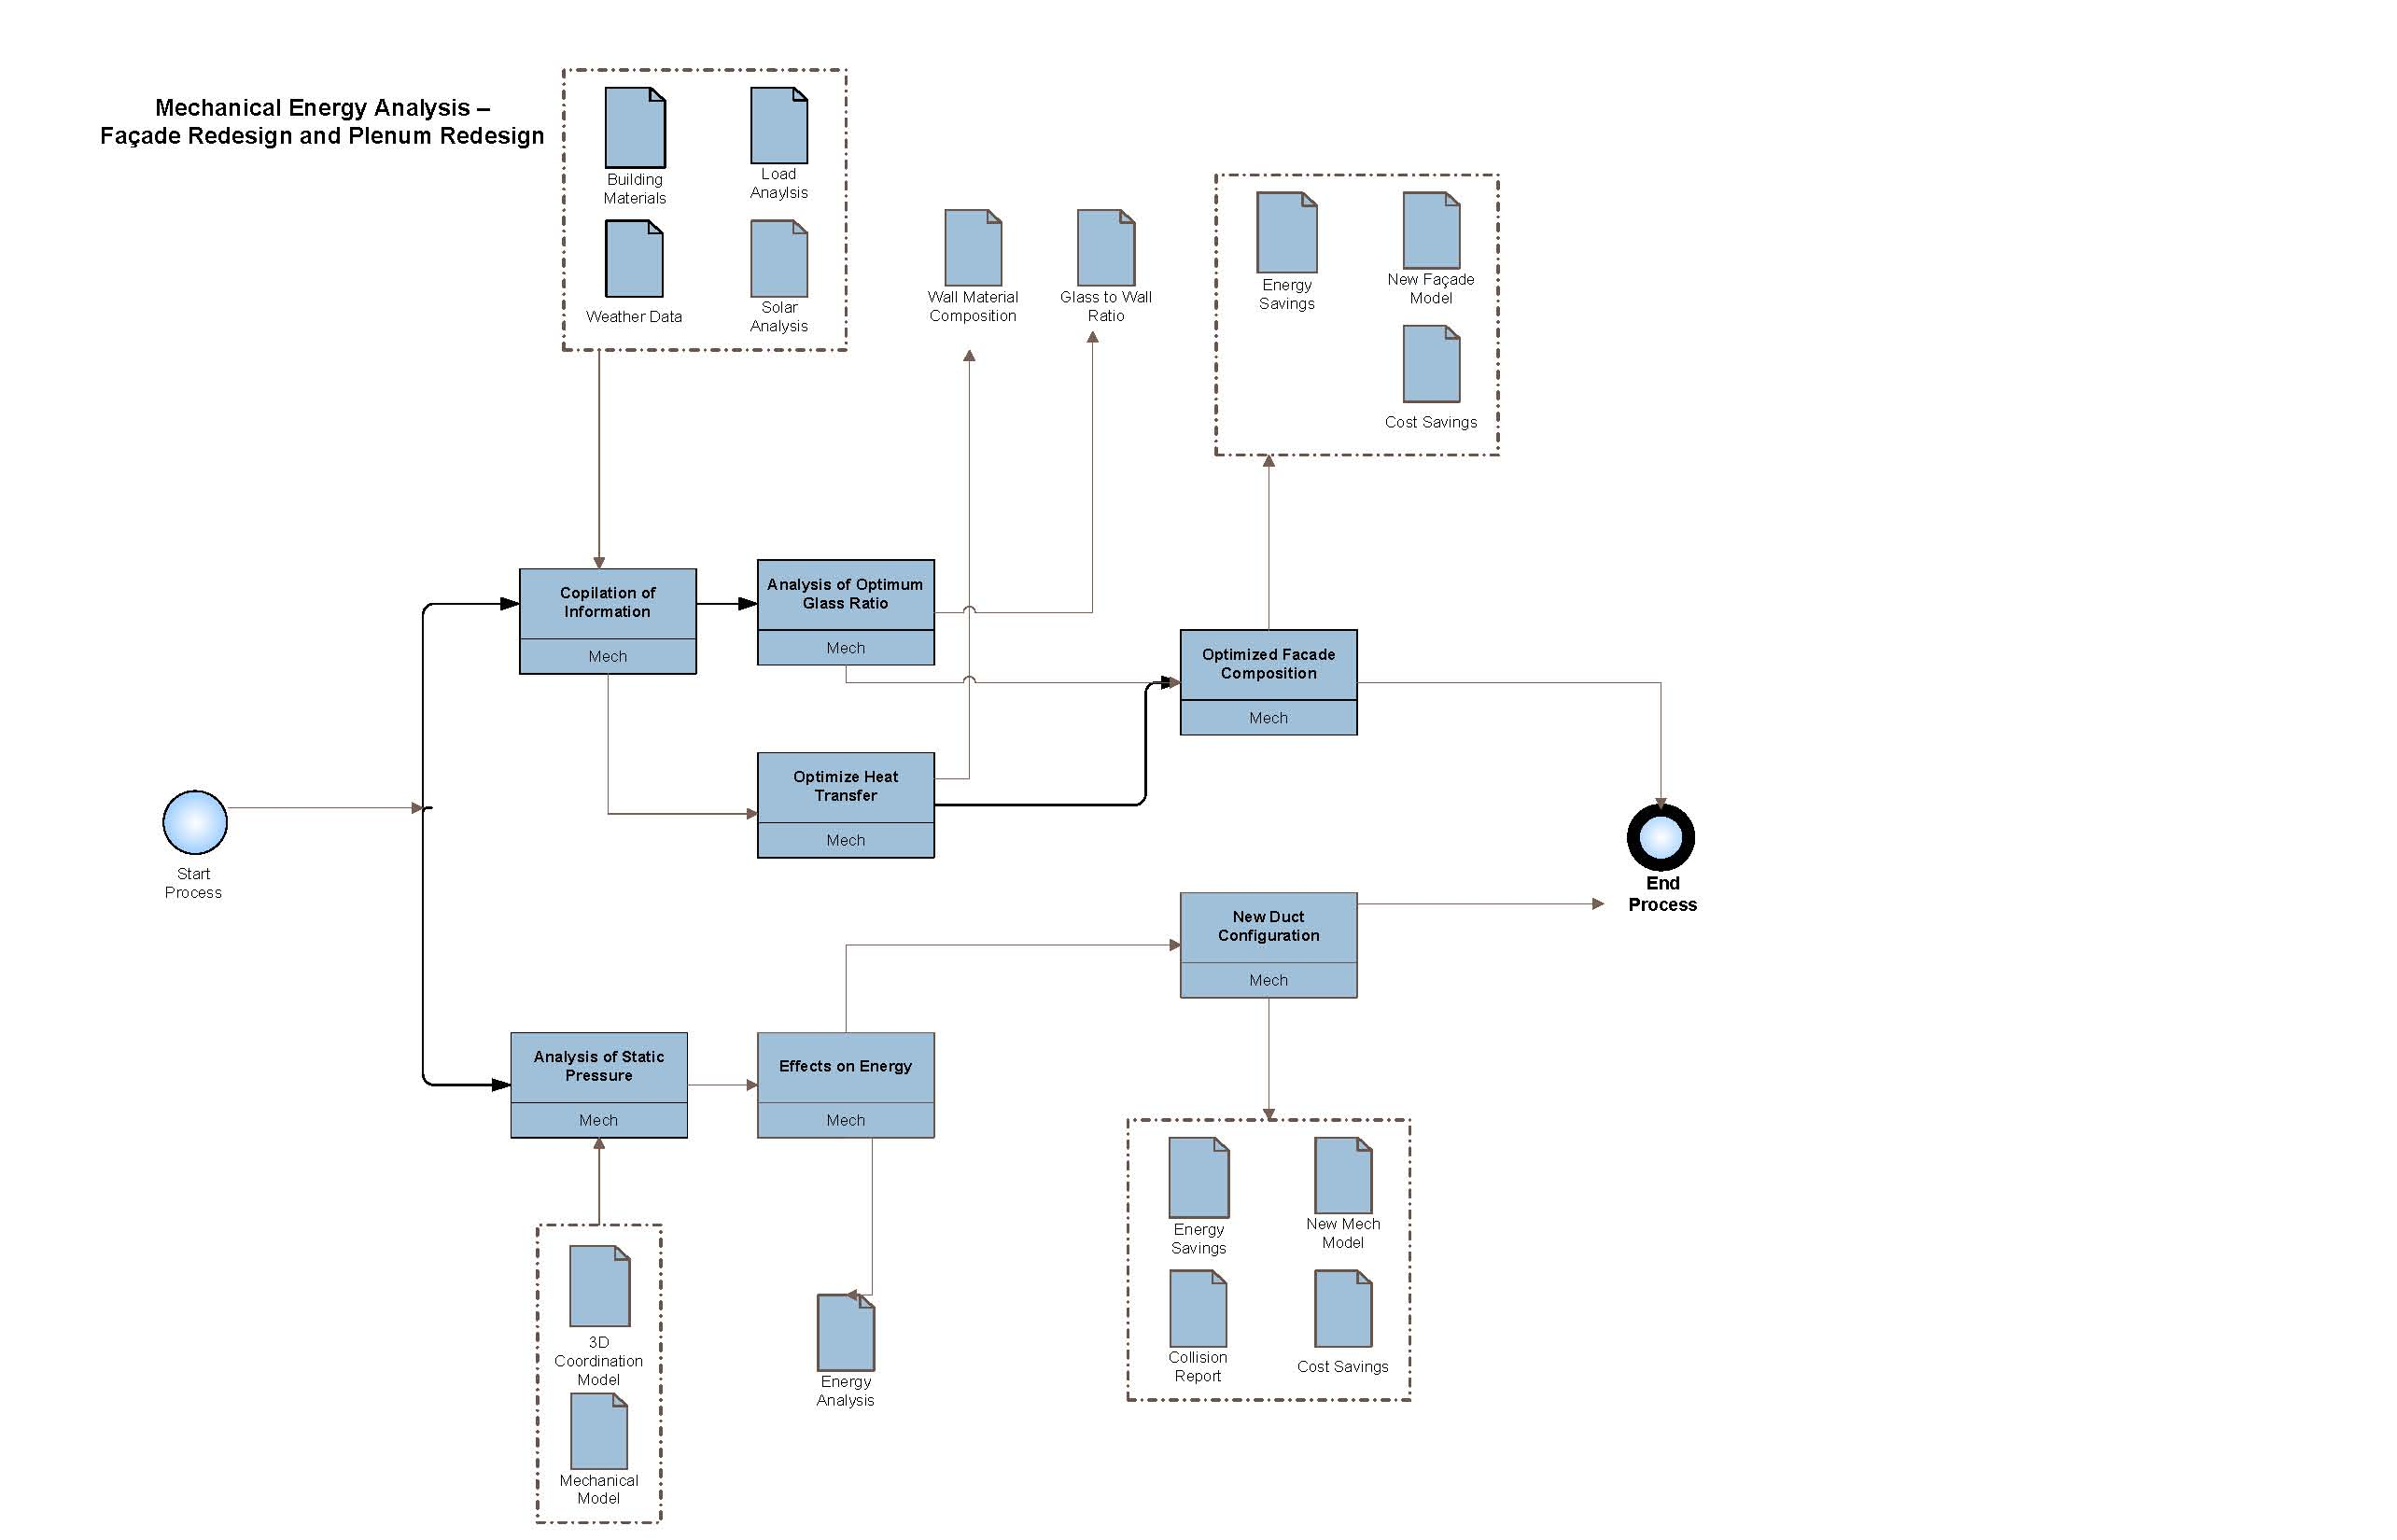 Mechanical Energy Analysis –
Façade Redesign and Plenum Redesign
Building
Materials
Load
Anaylsis
Weather Data
Solar
Analysis
Wall Material
Composition
Glass to Wall
Ratio
Energy
Savings
New Façade
Model
Cost Savings
Copilation of
Information
Mech
Analysis of Optimum
Glass Ratio
Mech
Optimized Facade
Composition
Mech
Optimize Heat
Transfer
Mech
Start
Process
End
Process
New Duct
Configuration
Mech
Analysis of Static
Pressure
Mech
Effects on Energy
Mech
Energy
Savings
New Mech
Model
Collision
Report
Cost Savings
3D
Coordination
Model
Mechanical
Model
Energy
Analysis